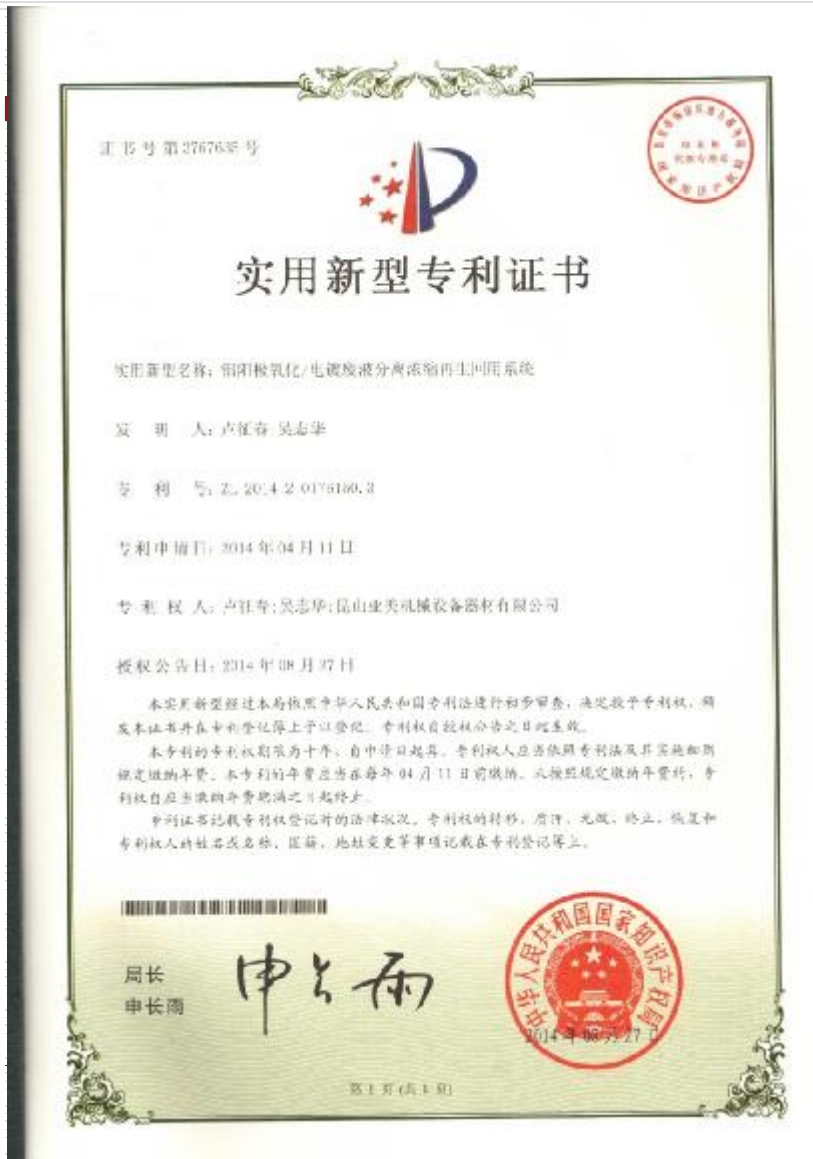 证书号第3767635号
实用新型专利证书
实用新型名称：铝阳极氧化/电镀废液分离浓缩再生回用系统
发 明 人：卢征春;吴志华
专 利 号：ZL 2014 2 0176160.3
专利申请日：2014年04月11日
专 利 权 人：卢征春;吴志华;昆山亚美机械设备器材有限公司
授权公告日：2014年08月27日
本实用新型经过本局依照中华人民共和国专利法进行初步审查，决定授予专利权，颁
发本证书并在专利登记簿上予以登记。专利权自授权公告之日起生效。
本专利的专利权期限为十年，自申请日起算。专利权人应当依照专利法及其实施细则
规定缴纳年费。本专利的年费应当在每年04月11日前缴纳。未按照规定缴纳年费的，专
利权自应当缴纳年费期满之日起终止。
专利证书记载专利权登记时的法律状况。专利权的转移、质押、无效、终止、恢复和
专利权人的姓名或名称、国籍、地址变更等事项记载在专利登记簿上。
局长
申长雨
申长雨
中华人民共和国国家知识产权局
2014年08月27日
第1页(共1页)